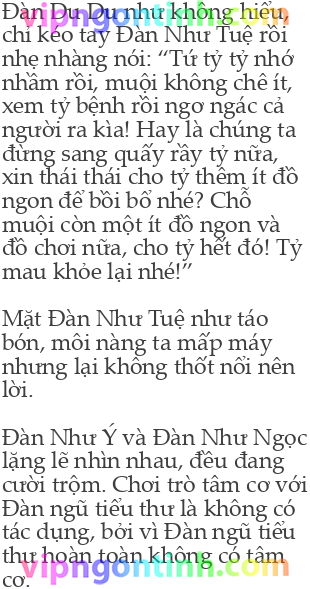 Đàn Du Du như không hiểu,
chỉ kéo tay Đàn Như Tuệ rồi
nhẹ nhàng nói: “Tứ tỷ tỷ nhớ
nhầm rồi, muội không chê ít,
xem tỷ bệnh rồi ngơ ngác cả
người ra kìa! Hay là chúng ta
đừng sang quấy rầy tỷ nữa,
xin thái thái cho tỷ thêm ít đồ
ngon để bồi bổ nhé? Chỗ
muội còn một ít đồ ngon và
đồ chơi nữa, cho tỷ hết đó! Tỷ
mau khỏe lại nhé!”
Mặt Đàn Như Tuệ như táo
bón, môi nàng ta mấp máy
nhưng lại không thốt nổi nên
lời.
Đàn Như Ý và Đàn Như Ngọc
lặng lẽ nhìn nhau, đều đang
cười trộm. Chơi trò tâm cơ với
Đàn ngũ tiểu thư là không có
tác dụng, bởi vì Đàn ngũ tiểu
thư hoàn toàn không có tâm
cơ.
vipngontinh.com
vipngontinh.com